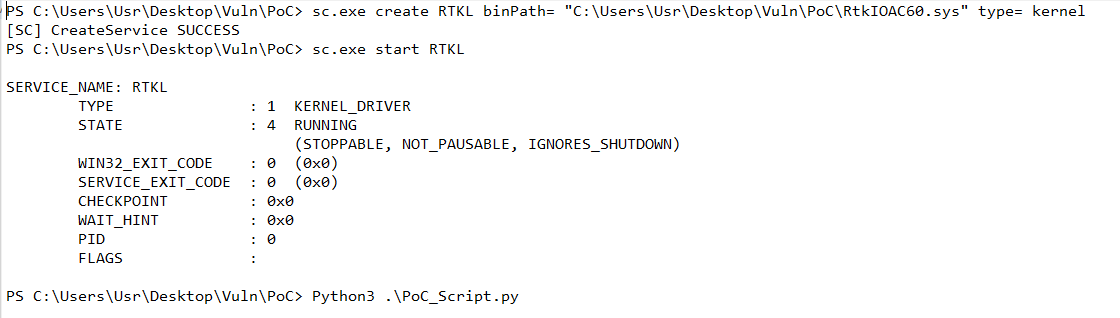 PS C:\Users\Usr\Desktop\Vuln\PoC> sc.exe create RTKL binPath= "C:\Users\Usr\Desktop\Vuln\PoC\RtkIOAC60.sys" type= kernel
[SC] CreateService SUCCESS
PS C:\Users\Usr\Desktop\Vuln\PoC> sc.exe start RTKL

SERVICE_NAME: RTKL
        TYPE               : 1  KERNEL_DRIVER
        STATE              : 4  RUNNING
                                (STOPPABLE, NOT_PAUSABLE, IGNORES_SHUTDOWN)
        WIN32_EXIT_CODE    : 0  (0x0)
        SERVICE_EXIT_CODE  : 0  (0x0)
        CHECKPOINT         : 0x0
        WAIT_HINT          : 0x0
        PID                : 0
        FLAGS              :

PS C:\Users\Usr\Desktop\Vuln\PoC> Python3 .\PoC_Script.py